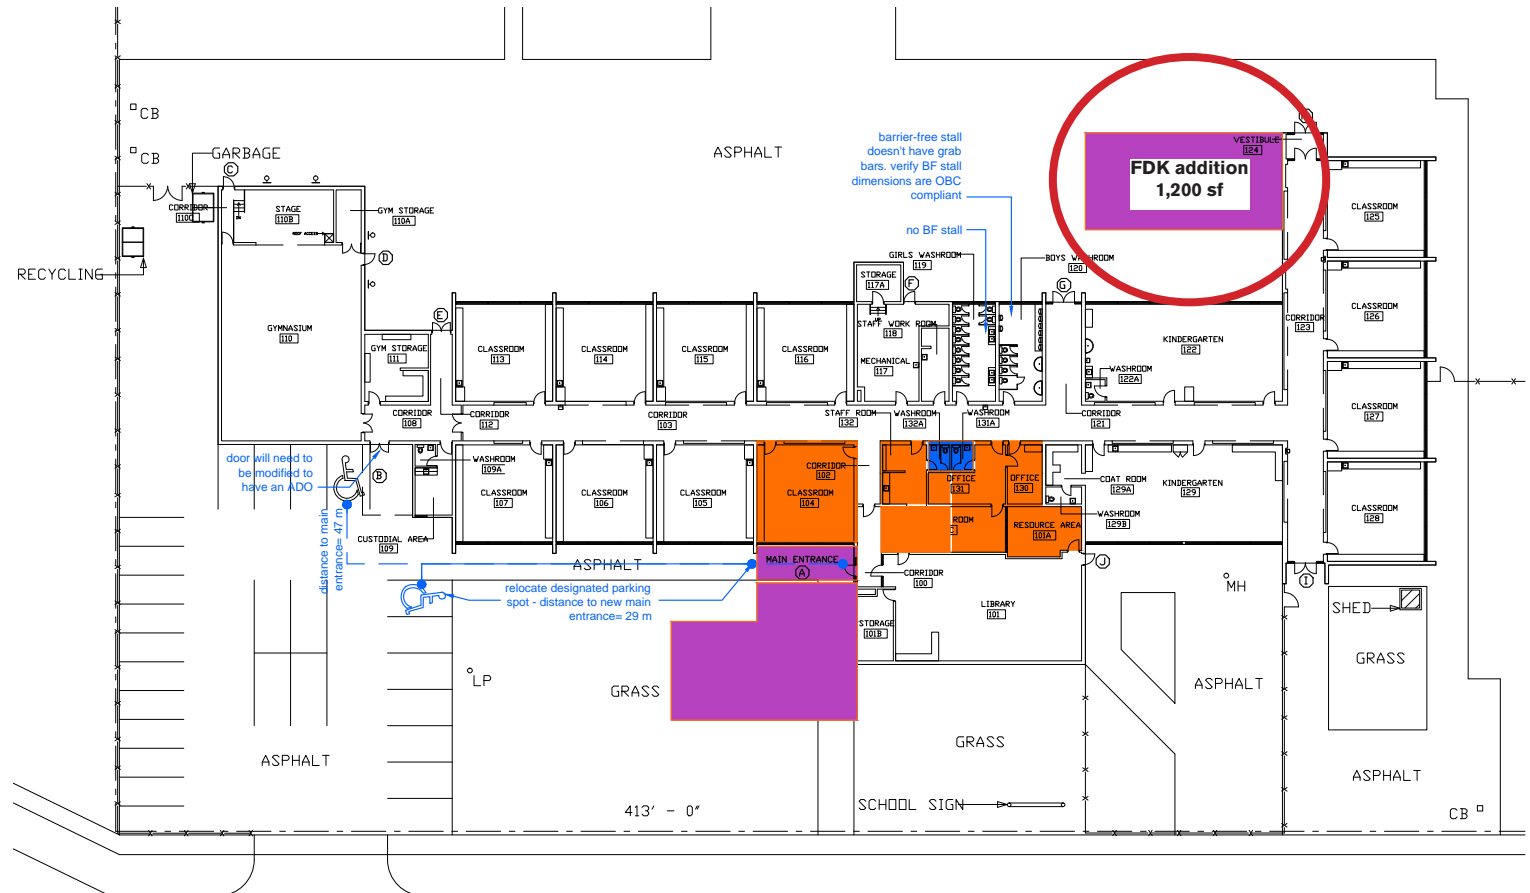 CB
CB
GARBAGE
ASPHALT
barrier-free stall
doesn't have grab
bars. verify BF stall
dimensions are OBC
compliant
no BF stall
VESTIBULE
124
FDK addition
1,200 sf
C
CORRIDOR
110C
STAGE
110B
GYM STORAGE
110A
ROOF ACCESS
D
RECYCLING
GYMNASIUM
110
E
GYM STORAGE
111
CLASSROOM
113
CLASSROOM
114
CLASSROOM
115
CLASSROOM
116
STORAGE
117A
F
GIRLS WASHROOM
119
BOYS WASHROOM
120
G
STAFF WORK ROOM
118
MECHANICAL
117
KINDERGARTEN
122
WASHROOM
122A
CORRIDOR
123
CLASSROOM
125
CLASSROOM
126
CLASSROOM
127
CLASSROOM
128
CORRIDOR
108
CORRIDOR
112
CORRIDOR
103
STAFF ROOM
132
WASHROOM
132A
WASHROOM
131A
CORRIDOR
121
door will need to
be modified to
have an ADO
B
WASHROOM
109A
CUSTODIAL AREA
109
CLASSROOM
107
CLASSROOM
106
CLASSROOM
105
CLASSROOM
104
CORRIDOR
102
OFFICE
131
OFFICE
130
COAT ROOM
129A
WASHROOM
129B
KINDERGARTEN
129
ROOM
RESOURCE AREA
101A
distance to main
entrance= 47 m
ASPHALT
MAIN ENTRANCE
A
relocate designated parking
spot - distance to new main
entrance= 29 m
CORRIDOR
100
J
I
LIBRARY
101
STORAGE
101B
MH
SHED
GRASS
LP
GRASS
ASPHALT
GRASS
ASPHALT
ASPHALT
413' - 0"
SCHOOL SIGN
CB